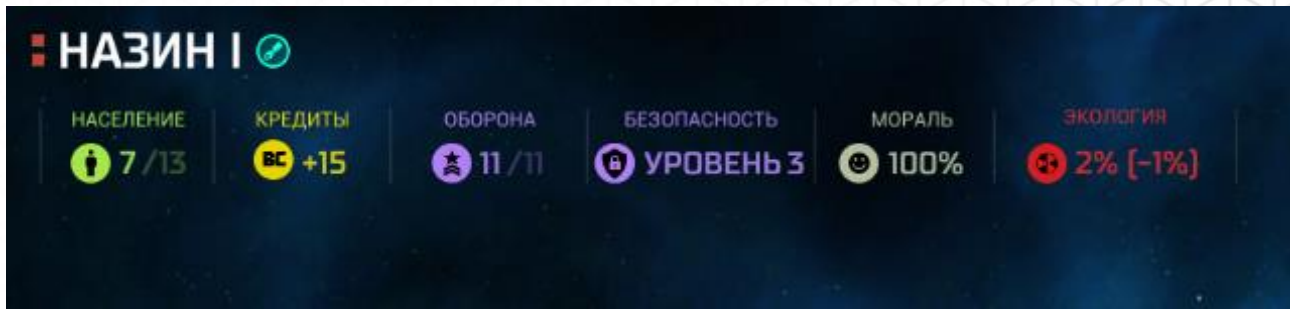 НАЗИН I
НАСЕЛЕНИЕ КРЕДИТЫ ОБОРОНА БЕЗОПАСНОСТЬ МОРАЛЬ ЭКОЛОГИЯ
7/13 BC +15 11/11 УРОВЕНЬ 3 100% 2% [-1%]